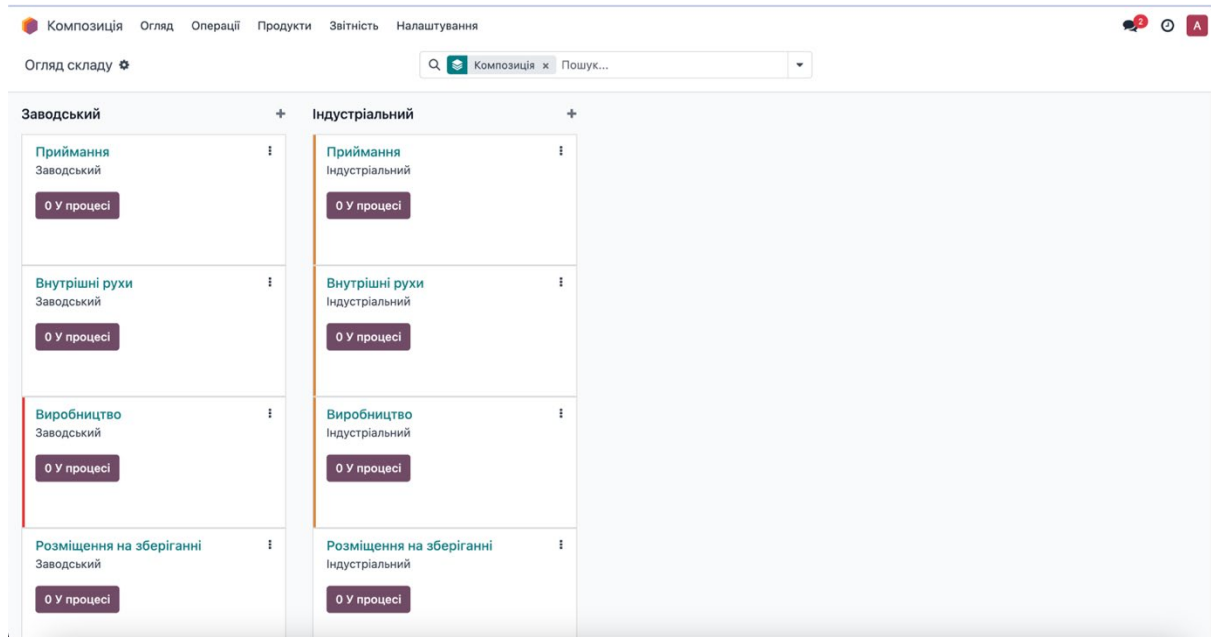 Композиція Огляд Операції Продукти Звітність Налаштування 2 A
Огляд складу Композиція x Пошук...
Заводський + Індустріальний +
Приймання
Заводський
0 У процесі
Внутрішні рухи
Заводський
0 У процесі
Виробництво
Заводський
0 У процесі
Розміщення на зберіганні
Заводський
0 У процесі
Приймання
Індустріальний
0 У процесі
Внутрішні рухи
Індустріальний
0 У процесі
Виробництво
Індустріальний
0 У процесі
Розміщення на зберіганні
Індустріальний
0 У процесі